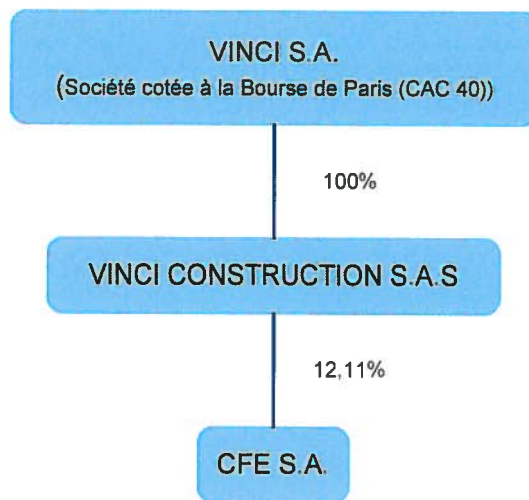 VINCI S.A.
(Société cotée à la Bourse de Paris (CAC 40))
100%
VINCI CONSTRUCTION S.A.S
12,11%
CFE S.A.